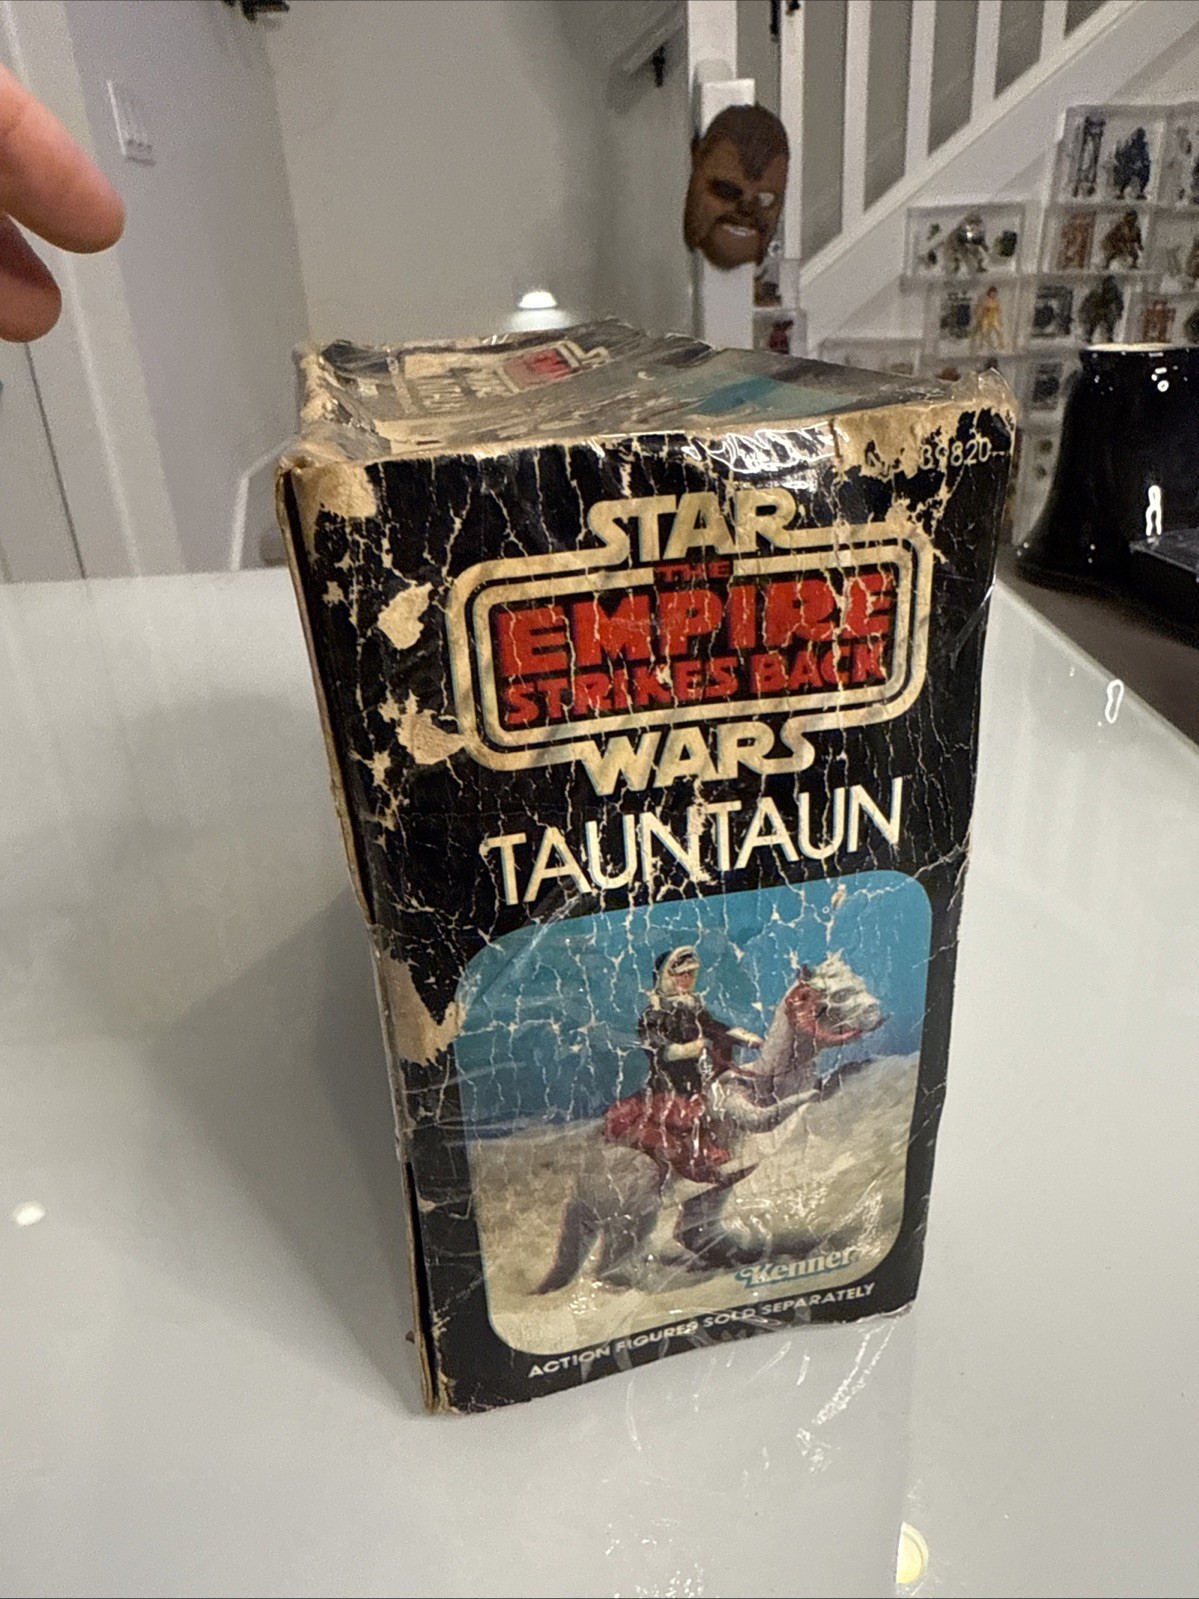 39820
STAR
THE
EMPIRE
STRIKES BACK
WARS
TAUNTAUN
Kenner
ACTION FIGURES SOLD SEPARATELY